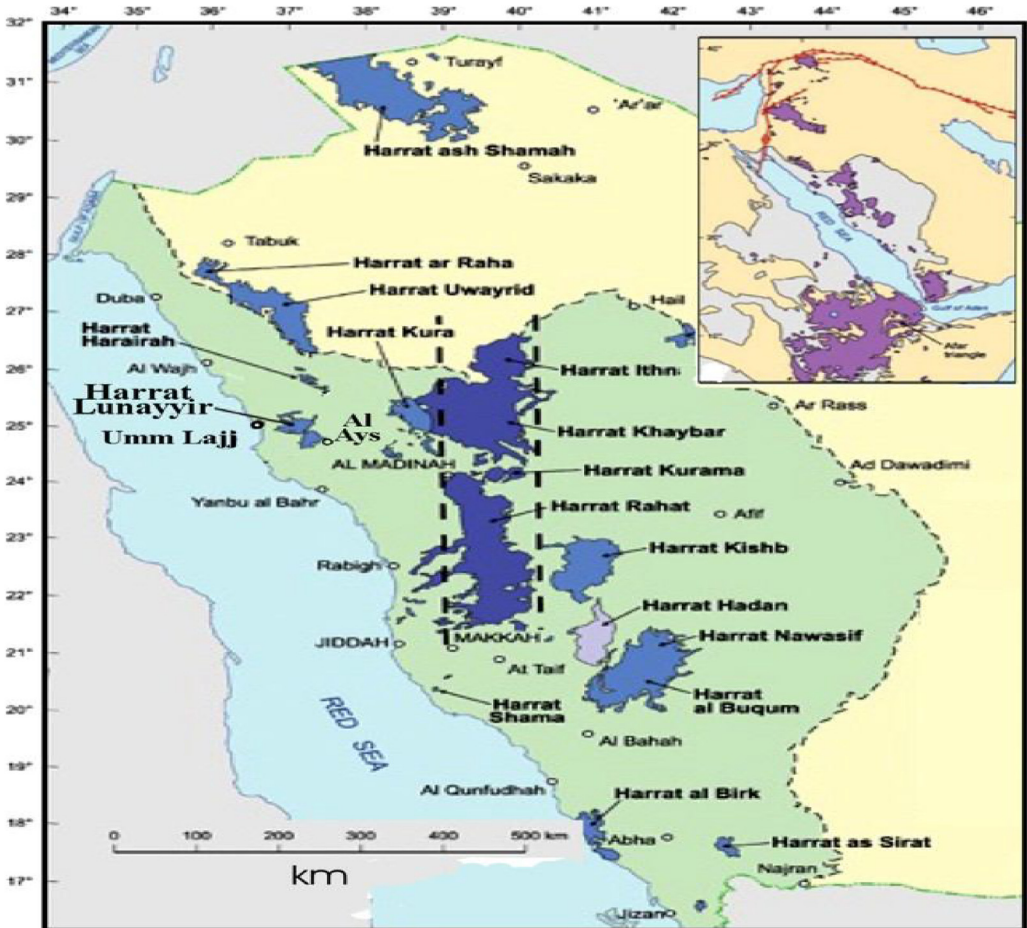 35° 36° 37° 38° 39° 40° 41° 42° 43° 44° 45° 46°
32°
31°
30°
29°
28°
27°
26°
25°
24°
23°
22°
21°
20°
19°
18°
17°
Turayf
'Ar'ar
Harrat ash Shamah
Sakaka
Tabuk
Harrat ar Raha
Duba
Harrat Uwayrid
Hail
Harrat
Harairah
Harrat Kura
Al Wajh
Harrat Ithn
Harrat
Lunayyir
Al
Ays
Umm Lajj
Ar Rass
Harrat Khaybar
AL MADINAH
Harrat Kurama
Ad Dawadimi
Yanbu al Bahr
Harrat Rahat
Afif
Harrat Kishb
Rabigh
Harrat Hadan
JIDDAH
MAKKAH
Harrat Nawasif
At Taif
Harrat
al Buqum
Harrat
Shama
RED SEA
Al Bahah
Al Qunfudhah
Harrat al Birk
Abha
Harrat as Sirat
Najran
Jizan
0 100 200 300 400 500 km
km
RED SEA
Gulf of Aden
Afar
triangle